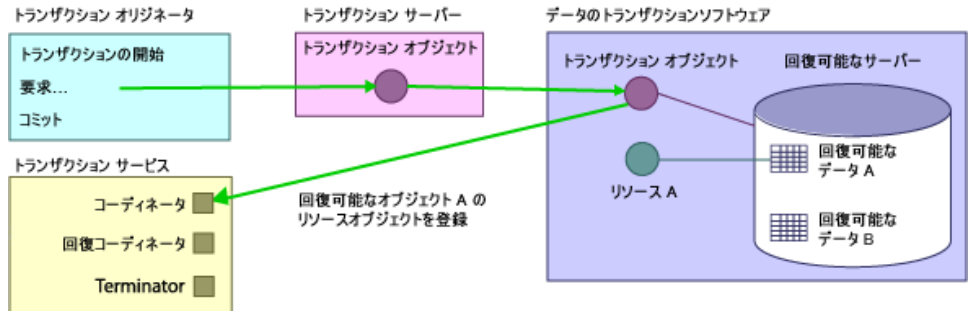 トランザクション オリジネータ
トランザクションの開始
要求...
コミット
トランザクション サーバー
トランザクション オブジェクト
データのトランザクションソフトウェア
トランザクション オブジェクト
回復可能なサーバー
回復可能な
データ A
リソース A
回復可能な
データ B
トランザクション サービス
コーディネータ
回復コーディネータ
Terminator
回復可能なオブジェクト A の
リソースオブジェクトを登録